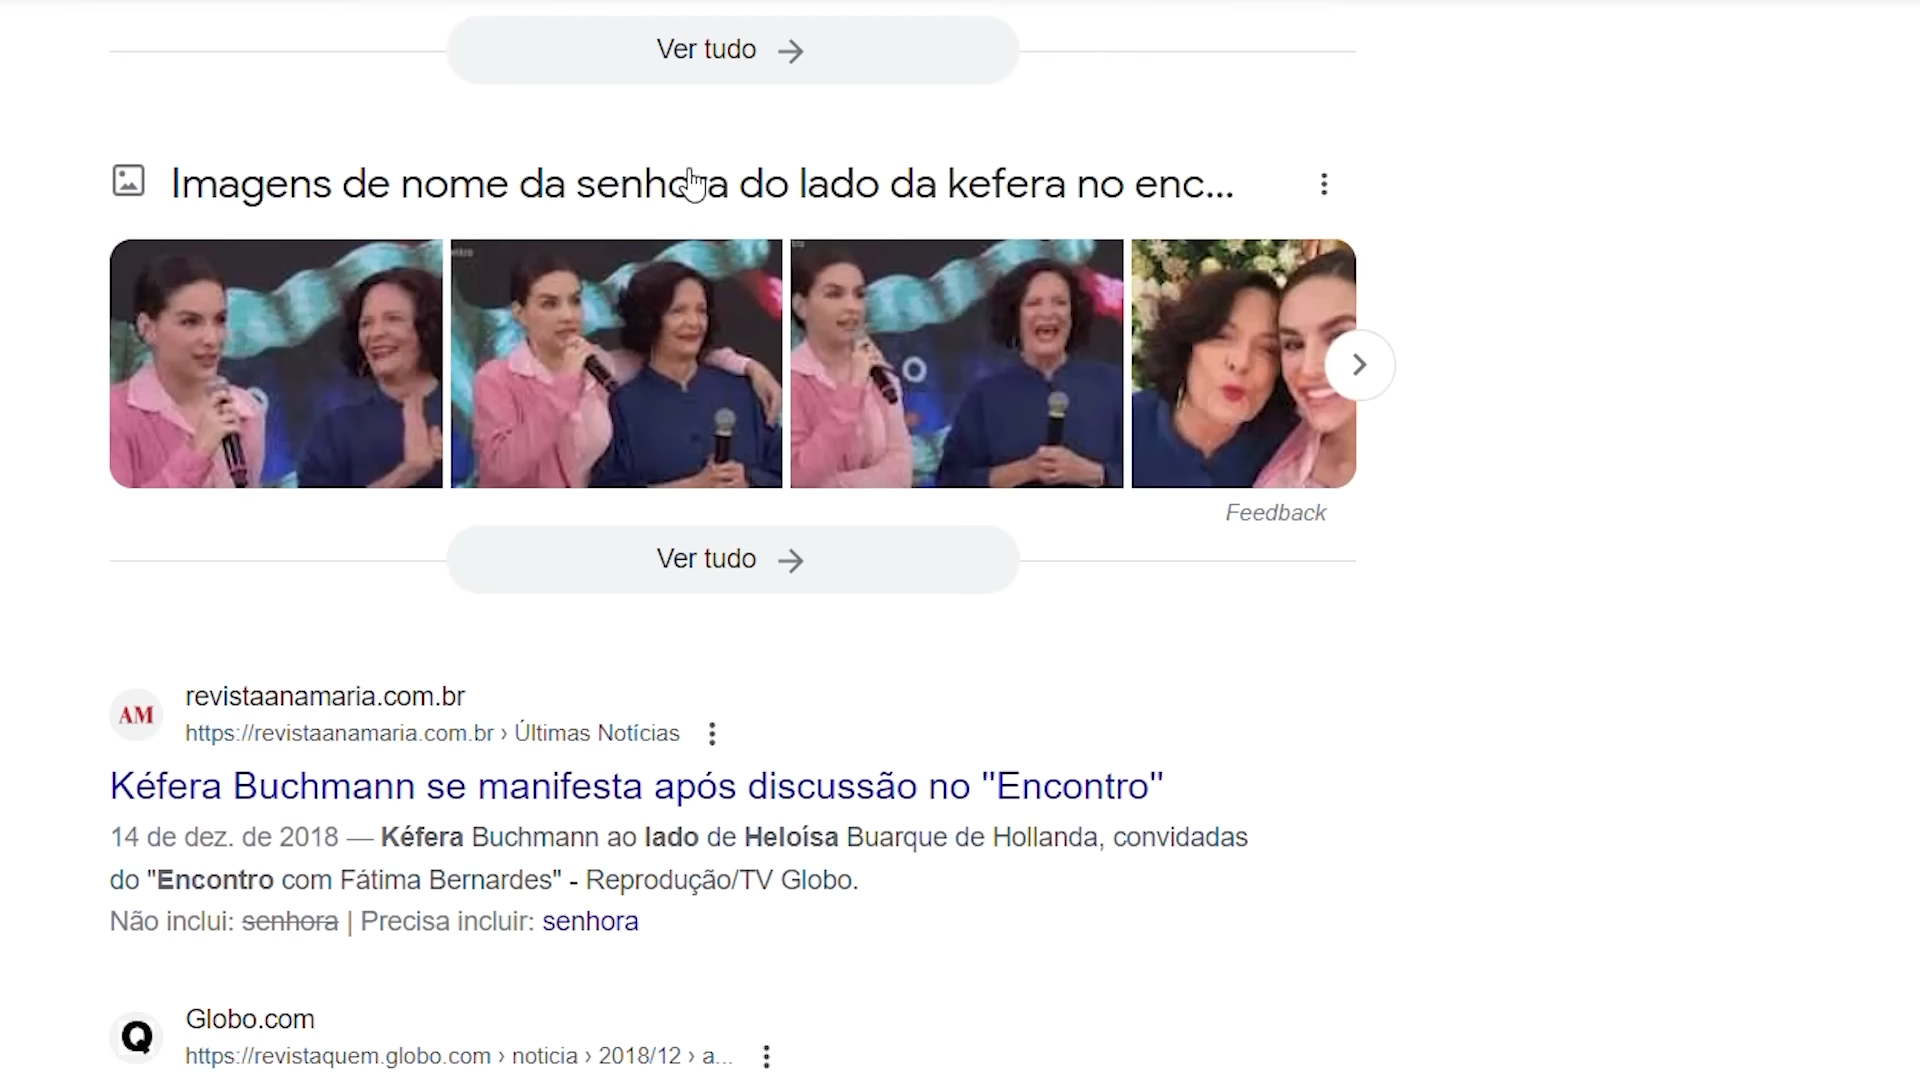 Ver tudo
Imagens de nome da senhora do lado da kefera no enc...
Feedback
Ver tudo
AM
revistaanamaria.com.br
https://revistaanamaria.com.br › Últimas Notícias
Kéfera Buchmann se manifesta após discussão no "Encontro"
14 de dez. de 2018 — Kéfera Buchmann ao lado de Heloísa Buarque de Hollanda, convidadas
do "Encontro com Fátima Bernardes" - Reprodução/TV Globo.
Não inclui: senhora | Precisa incluir: senhora
Q
Globo.com
https://revistaquem.globo.com › noticia › 2018/12 › a...